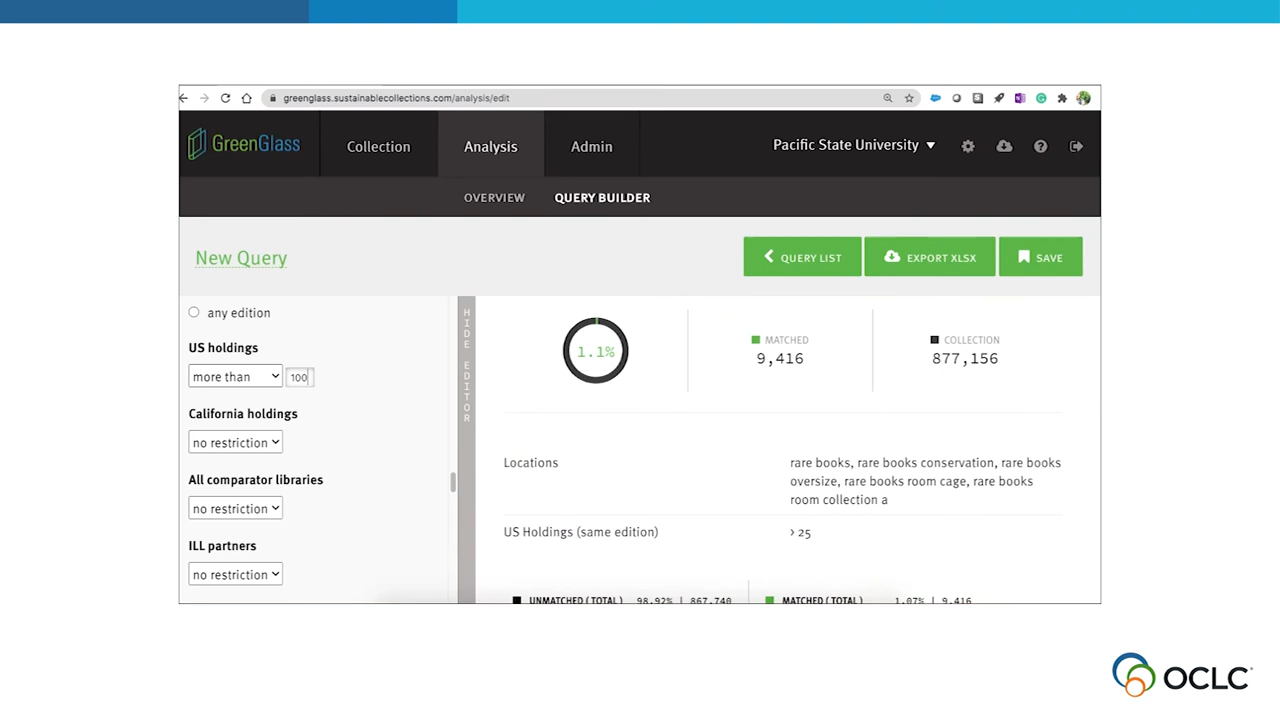 greenglass.sustainablecollections.com/analysis/edit
GreenGlass
Collection
Analysis
Admin
Pacific State University
OVERVIEW
QUERY BUILDER
New Query
QUERY LIST
EXPORT XLSX
SAVE
any edition
US holdings
more than
100
California holdings
no restriction
All comparator libraries
no restriction
ILL partners
no restriction
HIDE EDITOR
1.1%
MATCHED
9,416
COLLECTION
877,156
Locations
rare books, rare books conservation, rare books
oversize, rare books room cage, rare books
room collection a
US Holdings (same edition)
> 25
UNMATCHED (TOTAL) 98.92% | 867,740
MATCHED (TOTAL) 1.07% | 9,416
OCLC